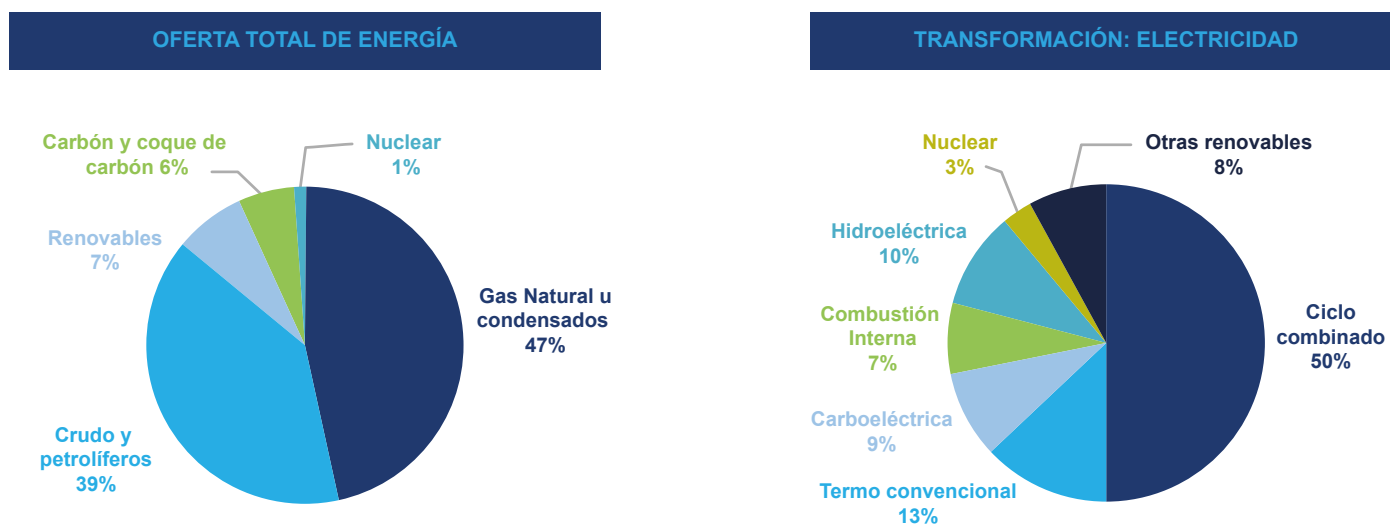 OFERTA TOTAL DE ENERGÍA
Carbón y coque de
carbón 6%
Nuclear
1%
Renovables
7%
Gas Natural u
condensados
47%
Crudo y
petrolíferos
39%
TRANSFORMACIÓN: ELECTRICIDAD
Nuclear
3%
Otras renovables
8%
Hidroeléctrica
10%
Combustión
Interna
7%
Ciclo
combinado
50%
Carboeléctrica
9%
Termo convencional
13%